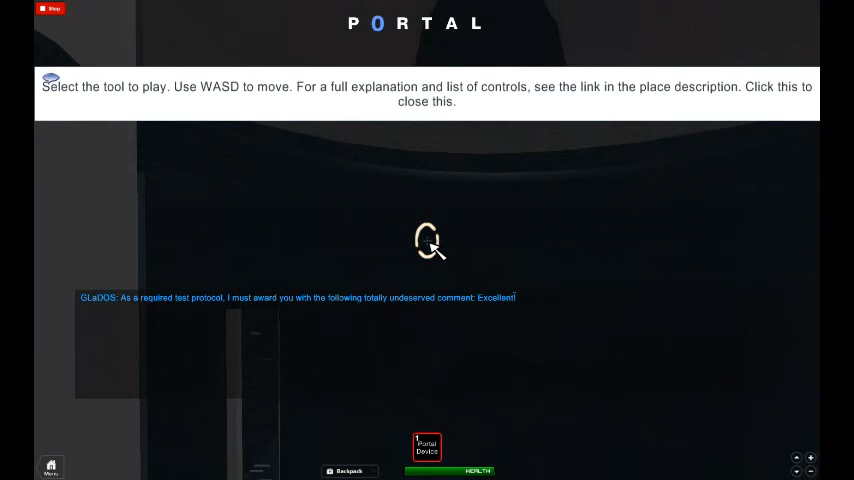 Stop
P O R T A L
Select the tool to play. Use WASD to move. For a full explanation and list of controls, see the link in the place description. Click this to
close this.
GLaDOS: As a required test protocol, I must award you with the following totally undeserved comment: Excellent!
1
Portal
Device
Menu
Backpack
HEALTH